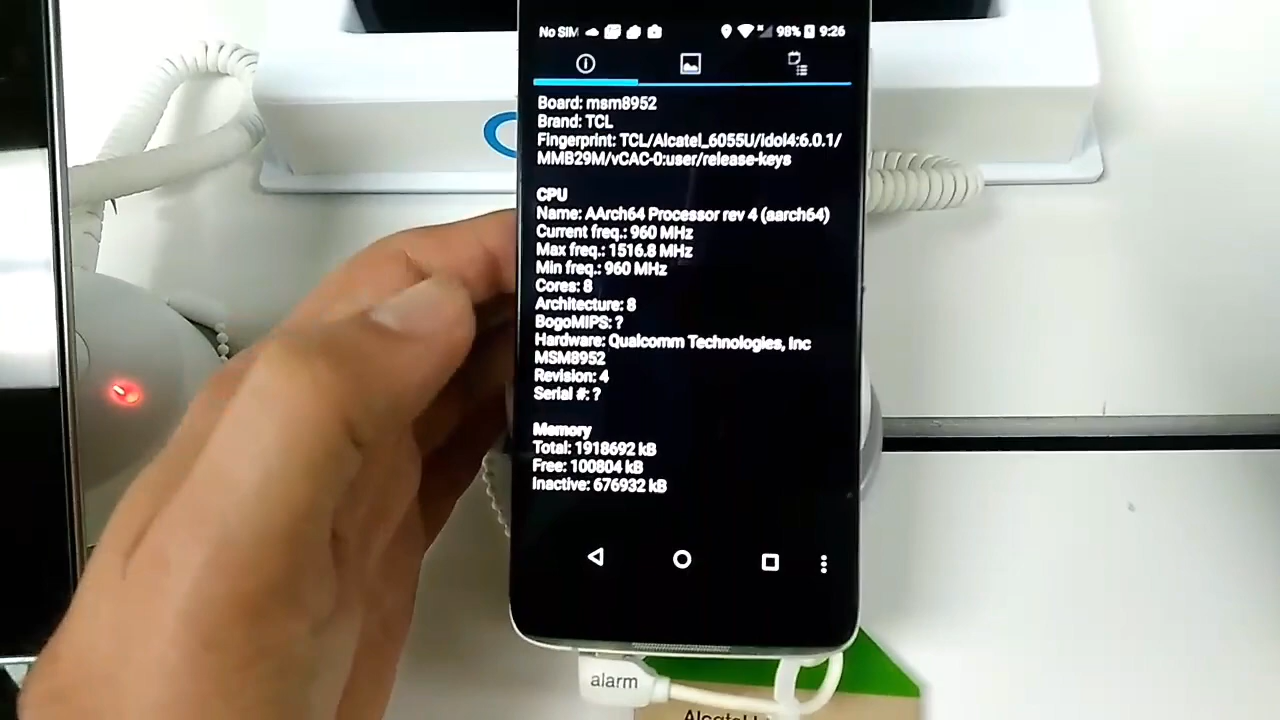 No SIM 98% 9:26
Board: msm8952
Brand: TCL
Fingerprint: TCL/Alcatel_6055U/idol4:6.0.1/
MMB29M/vCAC-0:user/release-keys
CPU
Name: AArch64 Processor rev 4 (aarch64)
Current freq.: 960 MHz
Max freq.: 1516.8 MHz
Min freq.: 960 MHz
Cores: 8
Architecture: 8
BogoMIPS: ?
Hardware: Qualcomm Technologies, Inc
MSM8952
Revision: 4
Serial #: ?
Memory
Total: 1918692 kB
Free: 100804 kB
Inactive: 676932 kB
alarm